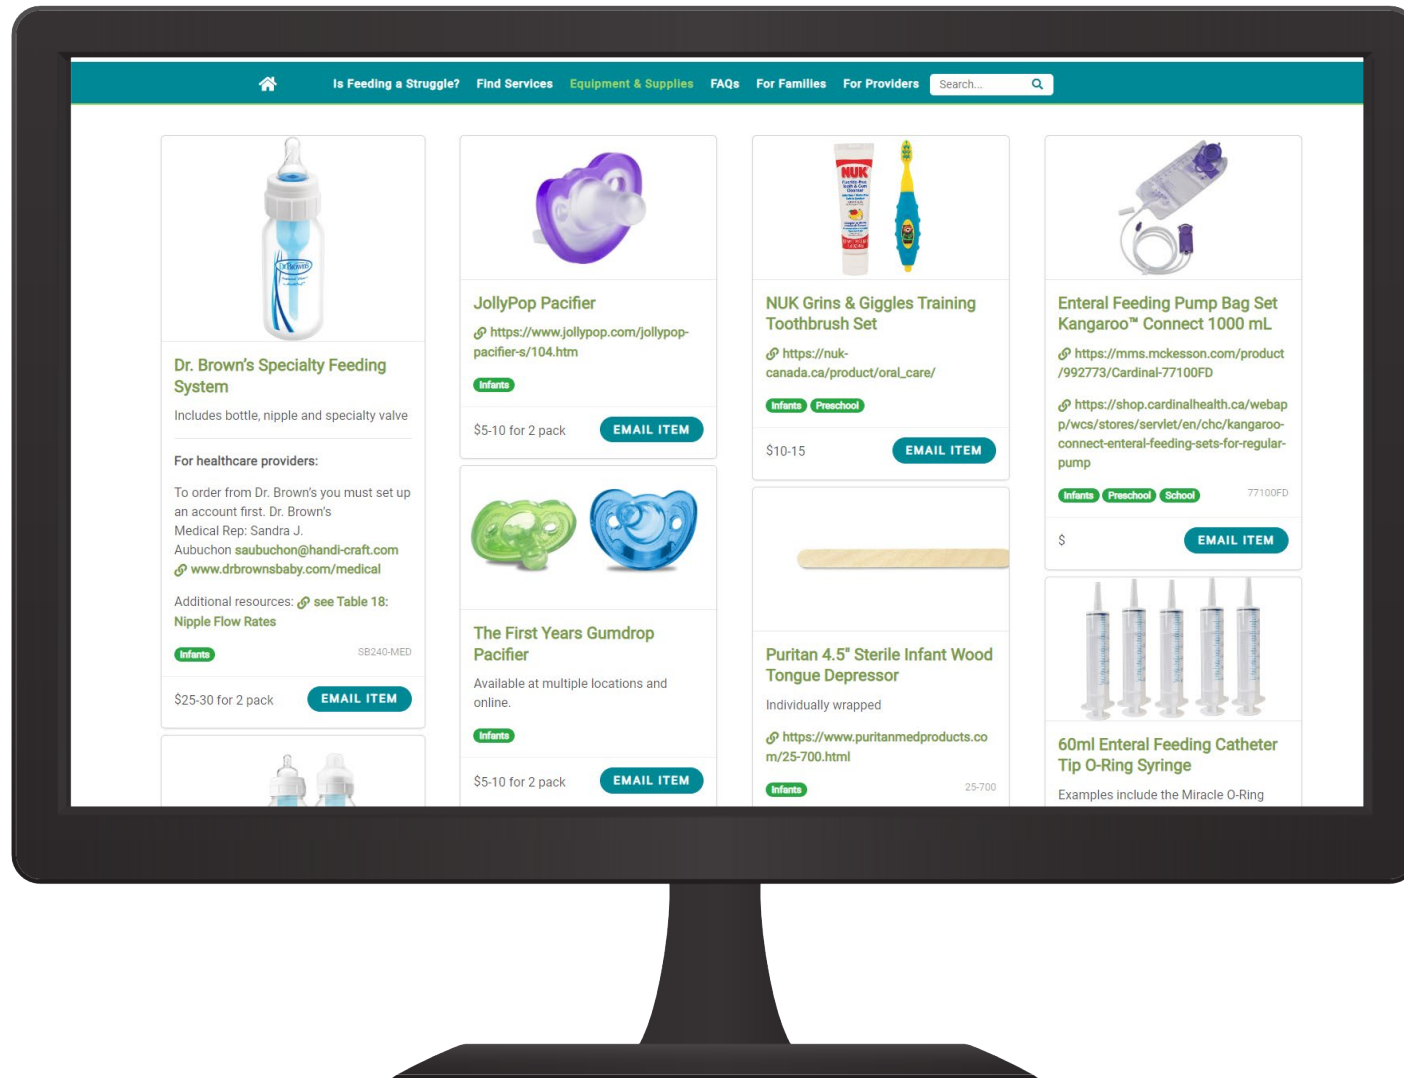 Is Feeding a Struggle? Find Services Equipment & Supplies FAQs For Families For Providers Search...
Dr Brown's
Dr. Brown's Specialty Feeding
System
Includes bottle, nipple and specialty valve
For healthcare providers:
To order from Dr. Brown's you must set up
an account first. Dr. Brown's
Medical Rep: Sandra J.
Aubuchon saubuchon@handi-craft.com
www.drbrownsbaby.com/medical
Additional resources: see Table 18:
Nipple Flow Rates
Infants SB240-MED
$25-30 for 2 pack EMAIL ITEM
JollyPop Pacifier
https://www.jollypop.com/jollypop-
pacifier-s/104.htm
Infants
$5-10 for 2 pack EMAIL ITEM
The First Years Gumdrop
Pacifier
Available at multiple locations and
online.
Infants
$5-10 for 2 pack EMAIL ITEM
NUK
NUK Grins & Giggles Training
Toothbrush Set
https://nuk-
canada.ca/product/oral_care/
Infants Preschool
$10-15 EMAIL ITEM
Puritan 4.5" Sterile Infant Wood
Tongue Depressor
Individually wrapped
https://www.puritanmedproducts.co
m/25-700.html
Infants 25-700
Enteral Feeding Pump Bag Set
Kangaroo™ Connect 1000 mL
https://mms.mckesson.com/product
/992773/Cardinal-77100FD
https://shop.cardinalhealth.ca/webap
p/wcs/stores/servlet/en/chc/kangaroo-
connect-enteral-feeding-sets-for-regular-
pump
Infants Preschool School 77100FD
$ EMAIL ITEM
60ml Enteral Feeding Catheter
Tip O-Ring Syringe
Examples include the Miracle O-Ring